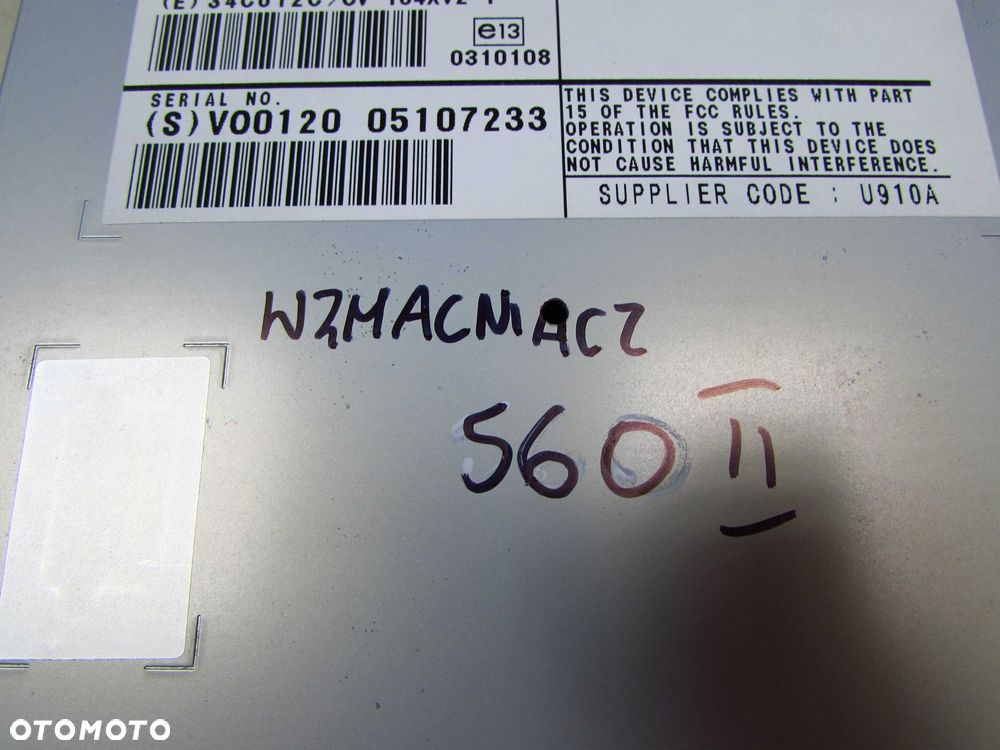 e13
0310108
SERIAL NO.
(S) V00120 05107233
THIS DEVICE COMPLIES WITH PART
15 OF THE FCC RULES.
OPERATION IS SUBJECT TO THE
CONDITION THAT THIS DEVICE DOES
NOT CAUSE HARMFUL INTERFERENCE.
SUPPLIER CODE : U910A
WZMACNIACZ
S60 II
OTOMOTO